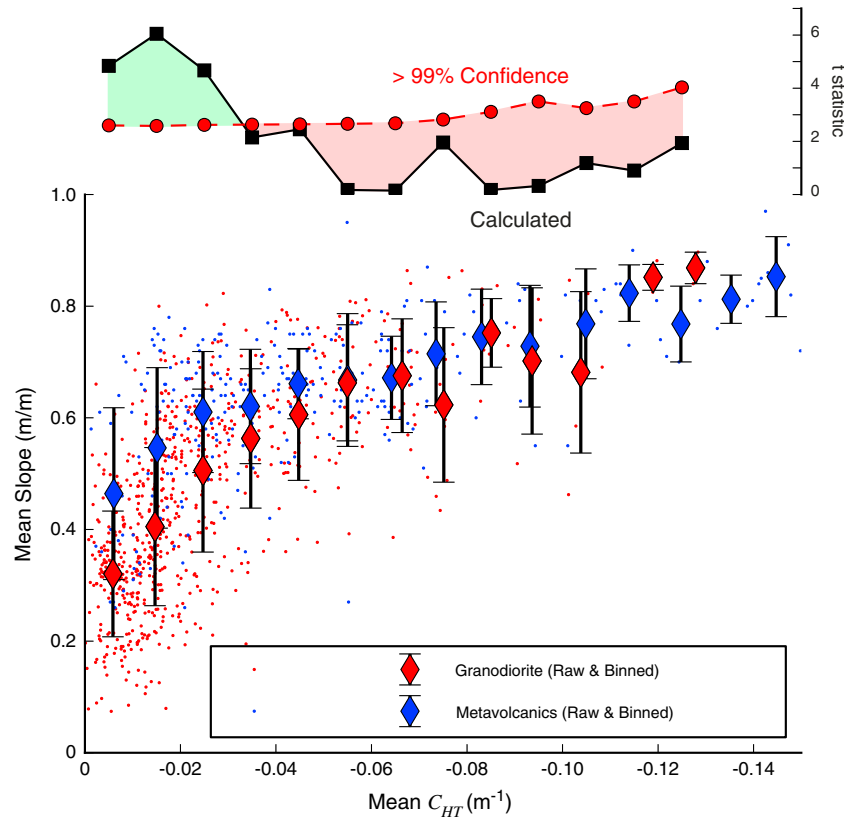 6
> 99% Confidence
4
t statistic
2
0
Calculated
1.0
0.8
0.6
0.4
0.2
0
Mean Slope (m/m)
Granodiorite (Raw & Binned)
Metavolcanics (Raw & Binned)
0 -0.02 -0.04 -0.06 -0.08 -0.10 -0.12 -0.14
Mean C_HT (m⁻¹)